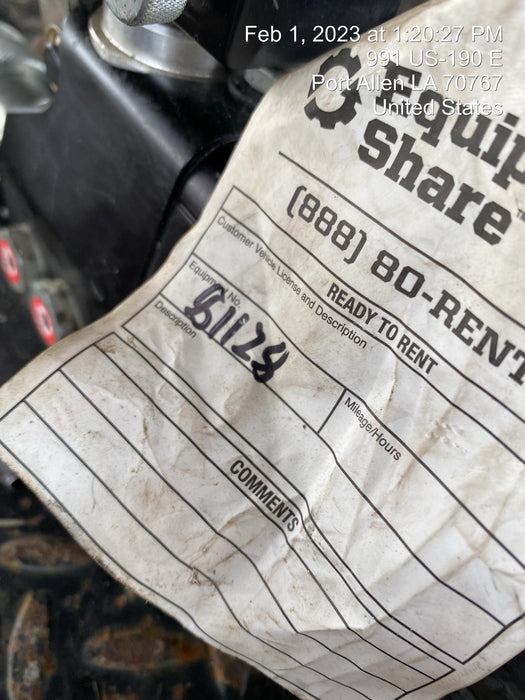 Feb 1, 2023 at 1:20:27 PM
991 US-190 E
Port Allen LA 70767
United States
Equip
Share
(888) 80-RENT
READY TO RENT
Customer Vehicle License and Description
Equipment No.
Description
Mileage/Hours
COMMENTS